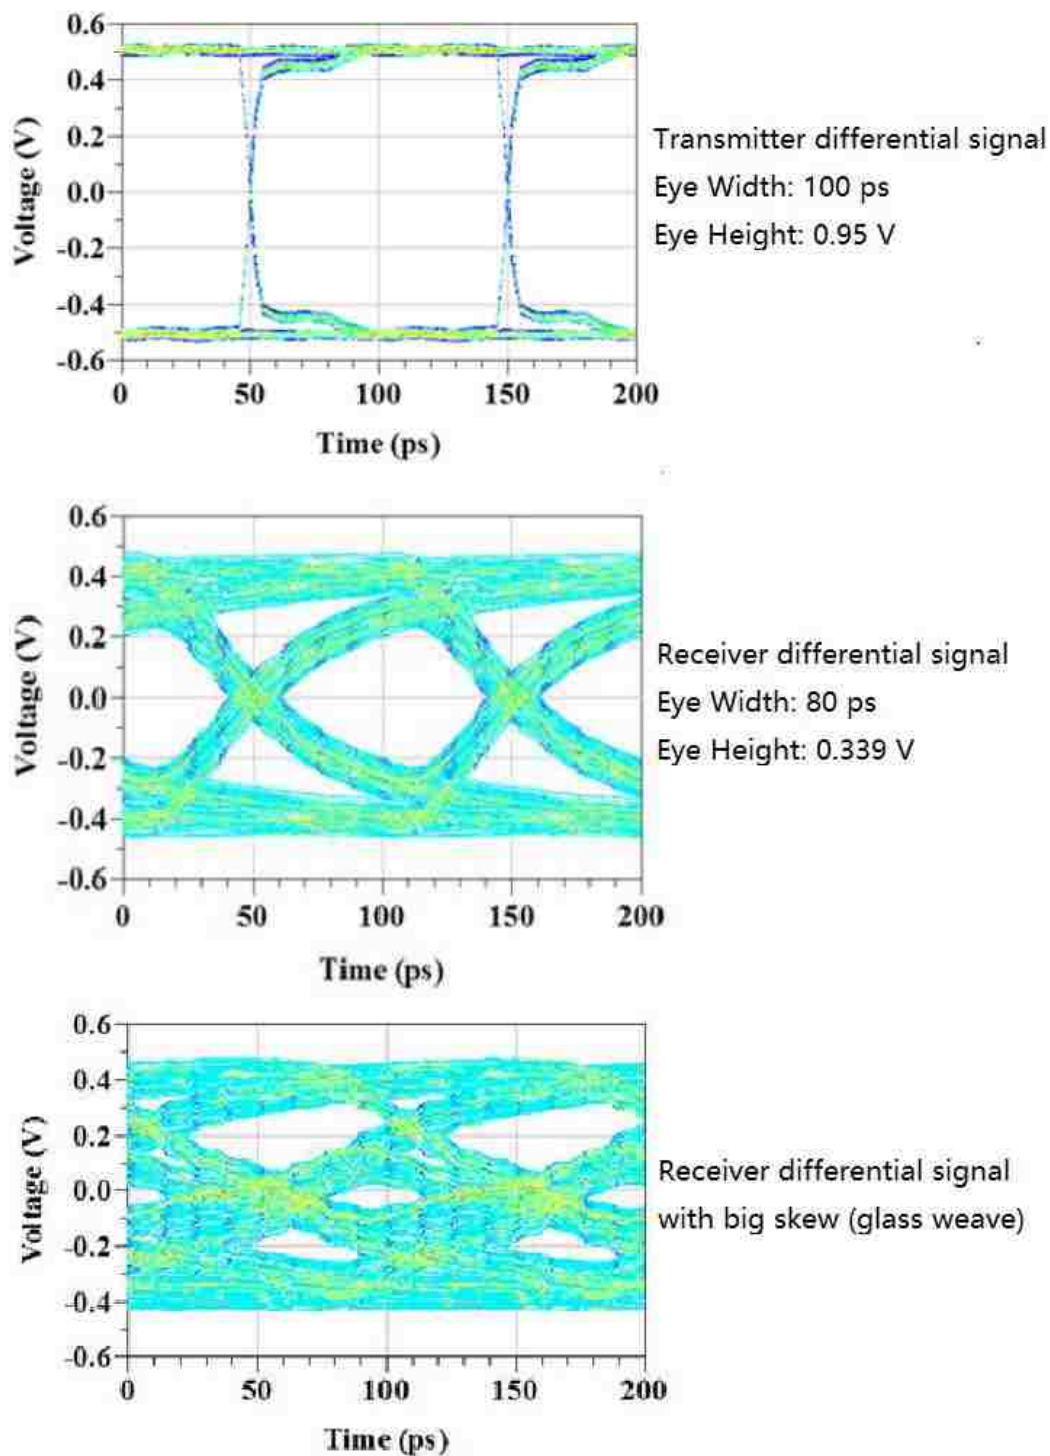 0.6
0.4
0.2
0.0
-0.2
-0.4
-0.6
Voltage (V)
0 50 100 150 200
Time (ps)
Transmitter differential signal
Eye Width: 100 ps
Eye Height: 0.95 V
0.6
0.4
0.2
0.0
-0.2
-0.4
-0.6
Voltage (V)
0 50 100 150 200
Time (ps)
Receiver differential signal
Eye Width: 80 ps
Eye Height: 0.339 V
0.6
0.4
0.2
0.0
-0.2
-0.4
-0.6
Voltage (V)
0 50 100 150 200
Time (ps)
Receiver differential signal
with big skew (glass weave)